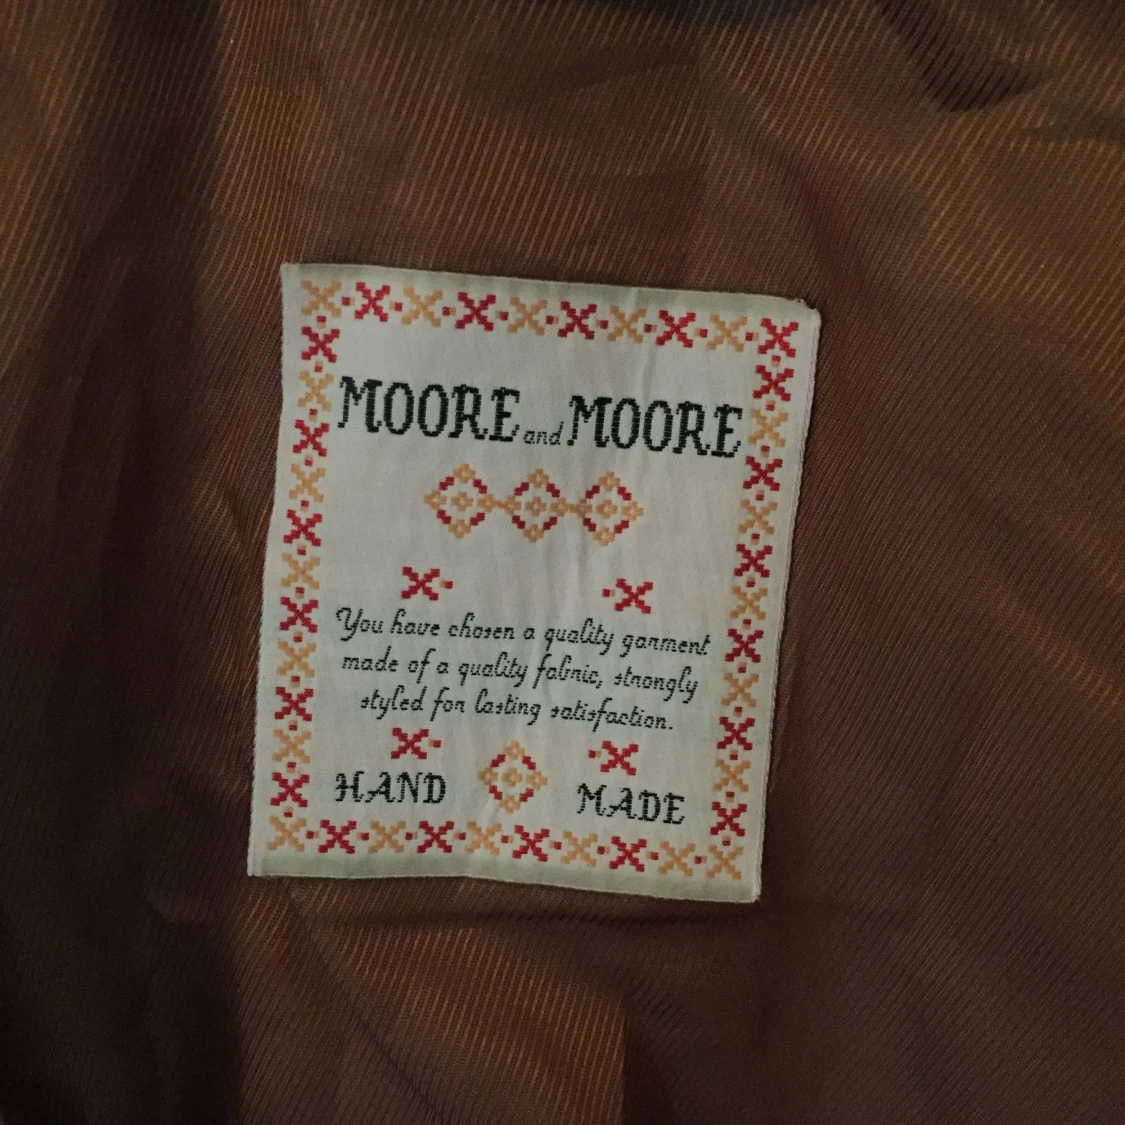 MOORE and MOORE
You have chosen a quality garment
made of a quality fabric, strongly
styled for lasting satisfaction.
HAND MADE